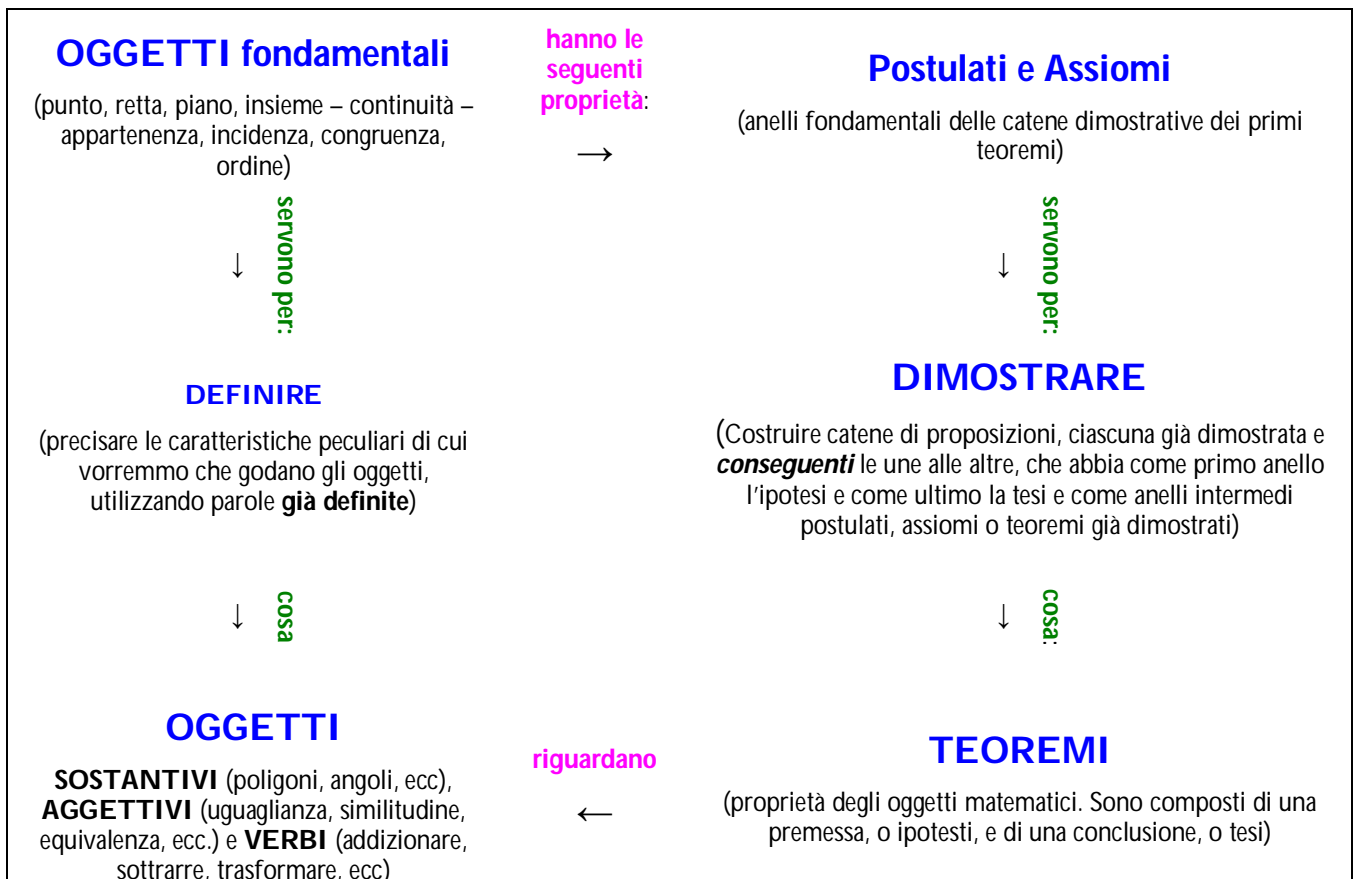 OGGETTI fondamentali
(punto, retta, piano, insieme – continuità –
appartenenza, incidenza, congruenza,
ordine)
hanno le
seguenti
proprietà:
→
Postulati e Assiomi
(anelli fondamentali delle catene dimostrative dei primi
teoremi)
↓ servono per:
↓ servono per:
DEFINIRE
(precisare le caratteristiche peculiari di cui
vorremmo che godano gli oggetti,
utilizzando parole già definite)
DIMOSTRARE
(Costruire catene di proposizioni, ciascuna già dimostrata e
conseguenti le une alle altre, che abbia come primo anello
l'ipotesi e come ultimo la tesi e come anelli intermedi
postulati, assiomi o teoremi già dimostrati)
↓ cosa
↓ cosa:
OGGETTI
SOSTANTIVI (poligoni, angoli, ecc),
AGGETTIVI (uguaglianza, similitudine,
equivalenza, ecc.) e VERBI (addizionare,
sottrarre, trasformare, ecc)
riguardano
←
TEOREMI
(proprietà degli oggetti matematici. Sono composti di una
premessa, o ipotesti, e di una conclusione, o tesi)